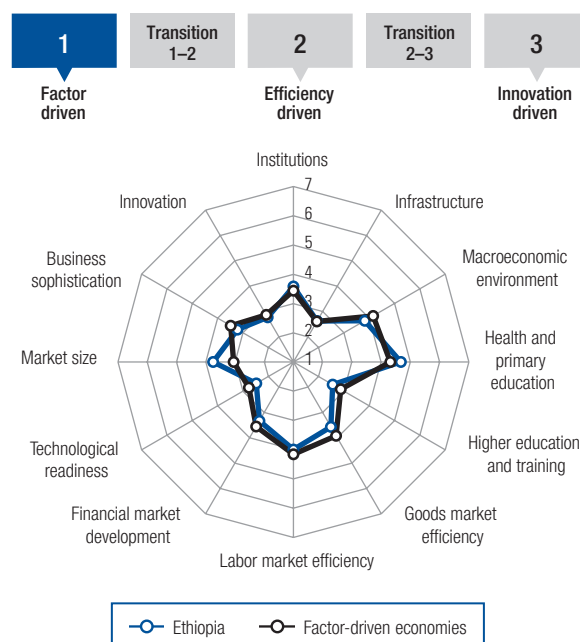 1
Transition
1–2
2
Transition
2–3
3
Factor
driven
Efficiency
driven
Innovation
driven
Institutions
Infrastructure
Macroeconomic
environment
Health and
primary
education
Higher education
and training
Goods market
efficiency
Labor market efficiency
Financial market
development
Technological
readiness
Market size
Business
sophistication
Innovation
7
6
5
4
3
2
1
Ethiopia
Factor-driven economies